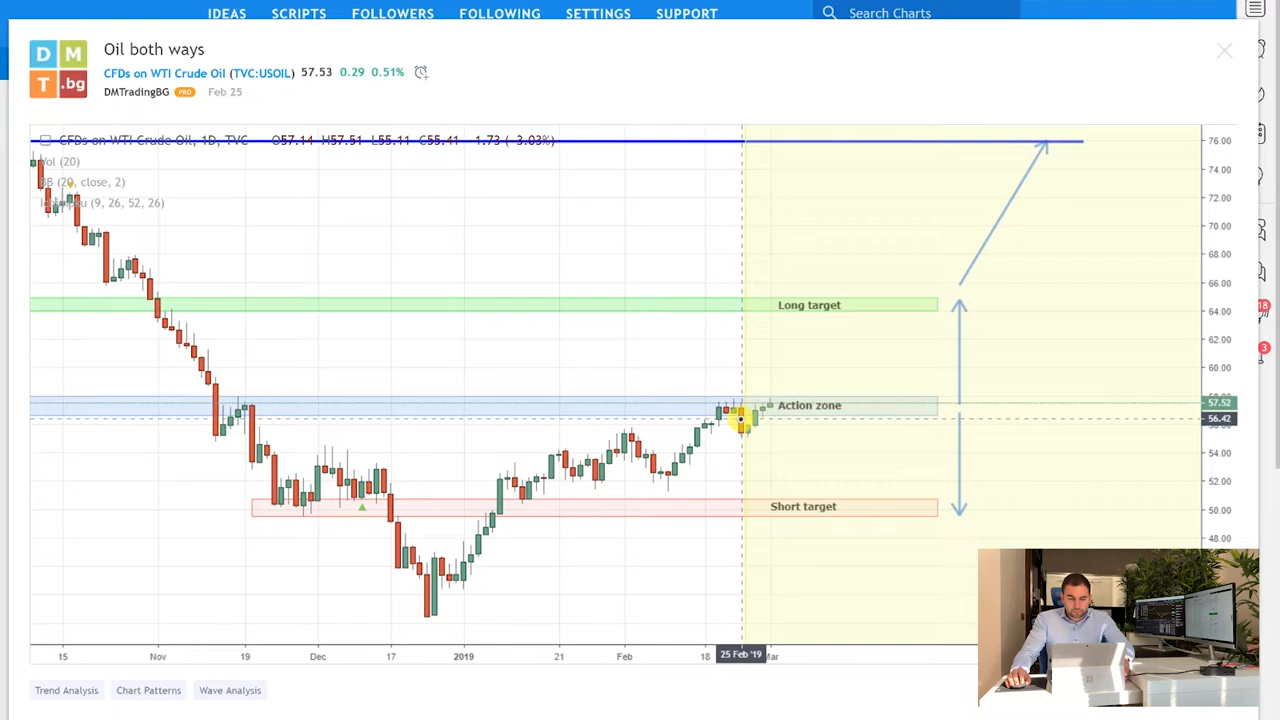 IDEAS SCRIPTS FOLLOWERS FOLLOWING SETTINGS SUPPORT Search Charts
DM
T.bg
Oil both ways
CFDs on WTI Crude Oil (TVC:USOIL) 57.53 0.29 0.51%
DMTradingBG PRO Feb 25
CFDs on WTI Crude Oil, 1D, TVC O57.14 H57.51 L55.11 C55.41 −1.73 (−3.03%)
Vol (20)
BB (20, close, 2)
Ichimoku (9, 26, 52, 26)
76.00
74.00
72.00
70.00
68.00
66.00
64.00
62.00
60.00
57.52
56.42
54.00
52.00
50.00
48.00
Long target
Action zone
Short target
18
3
15 Nov 19 Dec 17 2019 21 Feb 18 25 Feb '19 Mar
Trend Analysis Chart Patterns Wave Analysis